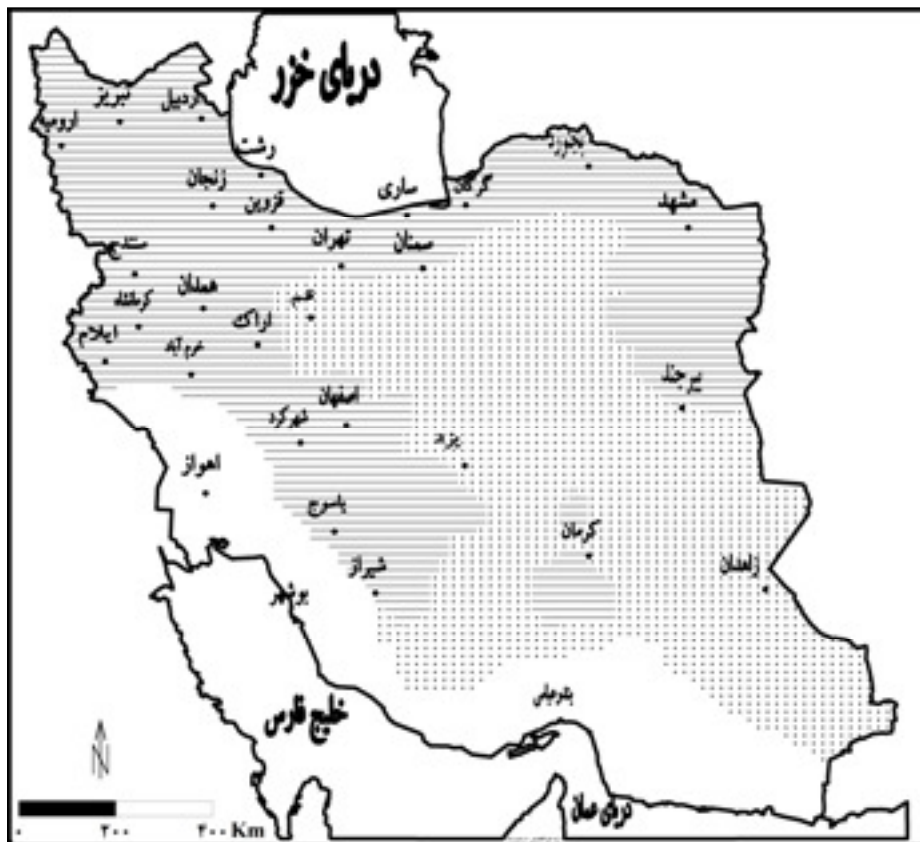 دریای خزر
تبریز
اردبیل
ارومیه
رشت
بجنورد
زنجان
قزوین
ساری
گرگان
مشهد
تهران
سمنان
سنندج
همدان
کرمانشاه
قم
اراک
ایلام
خرم آباد
بیرجند
اصفهان
شهرکرد
یزد
اهواز
یاسوج
کرمان
شیراز
زاهدان
بوشهر
بندرعباس
خلیج فارس
N
دریای عمان
۰ ۲۰۰ ۴۰۰ Km